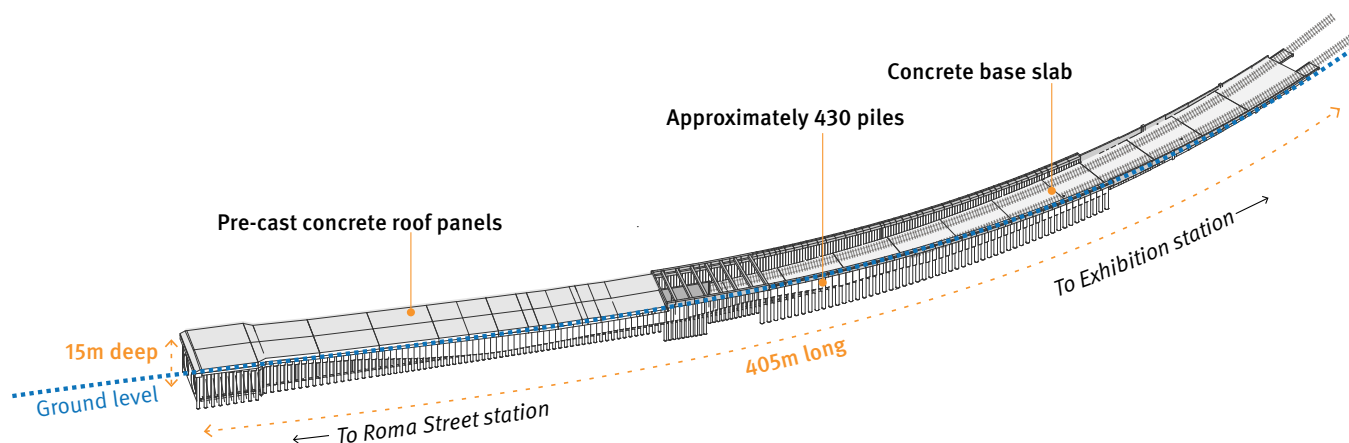 Concrete base slab
Approximately 430 piles
Pre-cast concrete roof panels
15m deep
Ground level
To Roma Street station
405m long
To Exhibition station